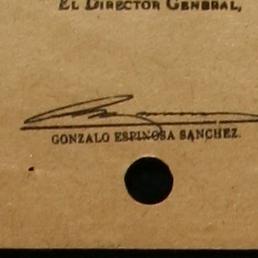 EL DIRECTOR GENERAL,
GONZALO ESPINOSA SANCHEZ.